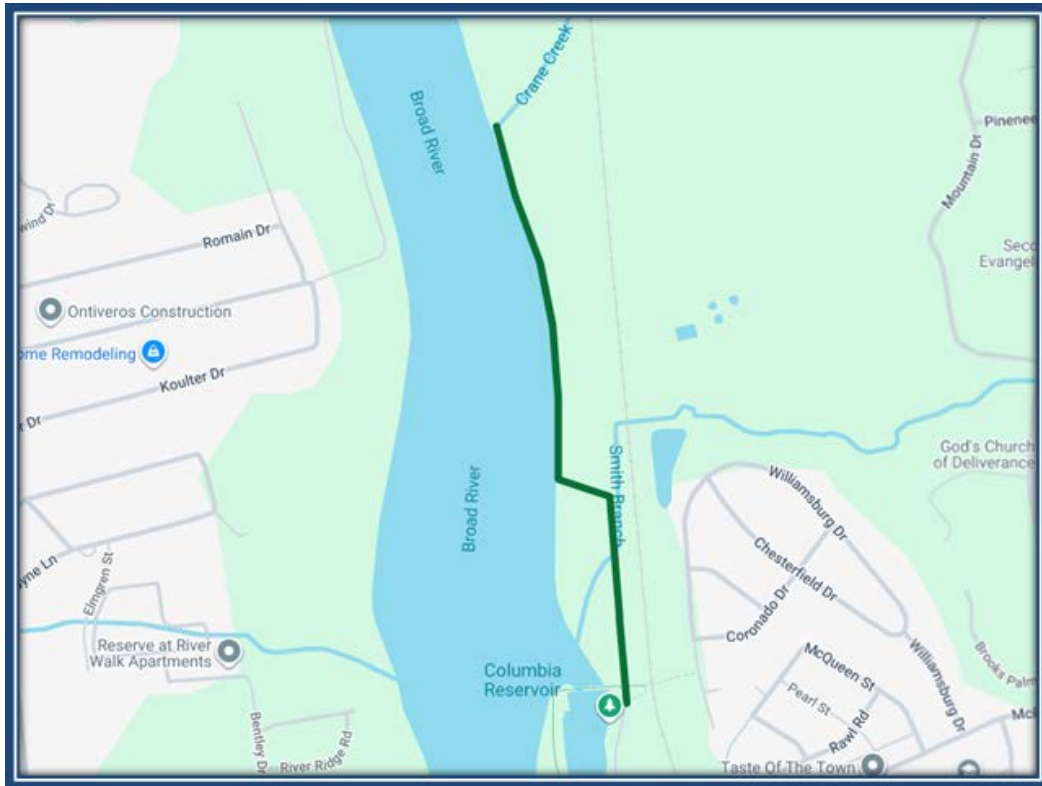 Crane Creek
Broad River
Pinenee
Mountain Dr
wind Dr
Romain Dr
Seco
Evangel
Ontiveros Construction
ome Remodeling
Koulter Dr
r Dr
God's Church
of Deliverance
Smith Branch
Williamsburg Dr
Broad River
Chesterfield Dr
yne Ln
Elmgren St
Coronado Dr
Reserve at River
Walk Apartments
McQueen St
Williamsburg Dr
Brooks Palm
Columbia
Reservoir
Pearl St
Rawl Rd
McI
Bentley Dr
River Ridge Rd
Taste Of The Town